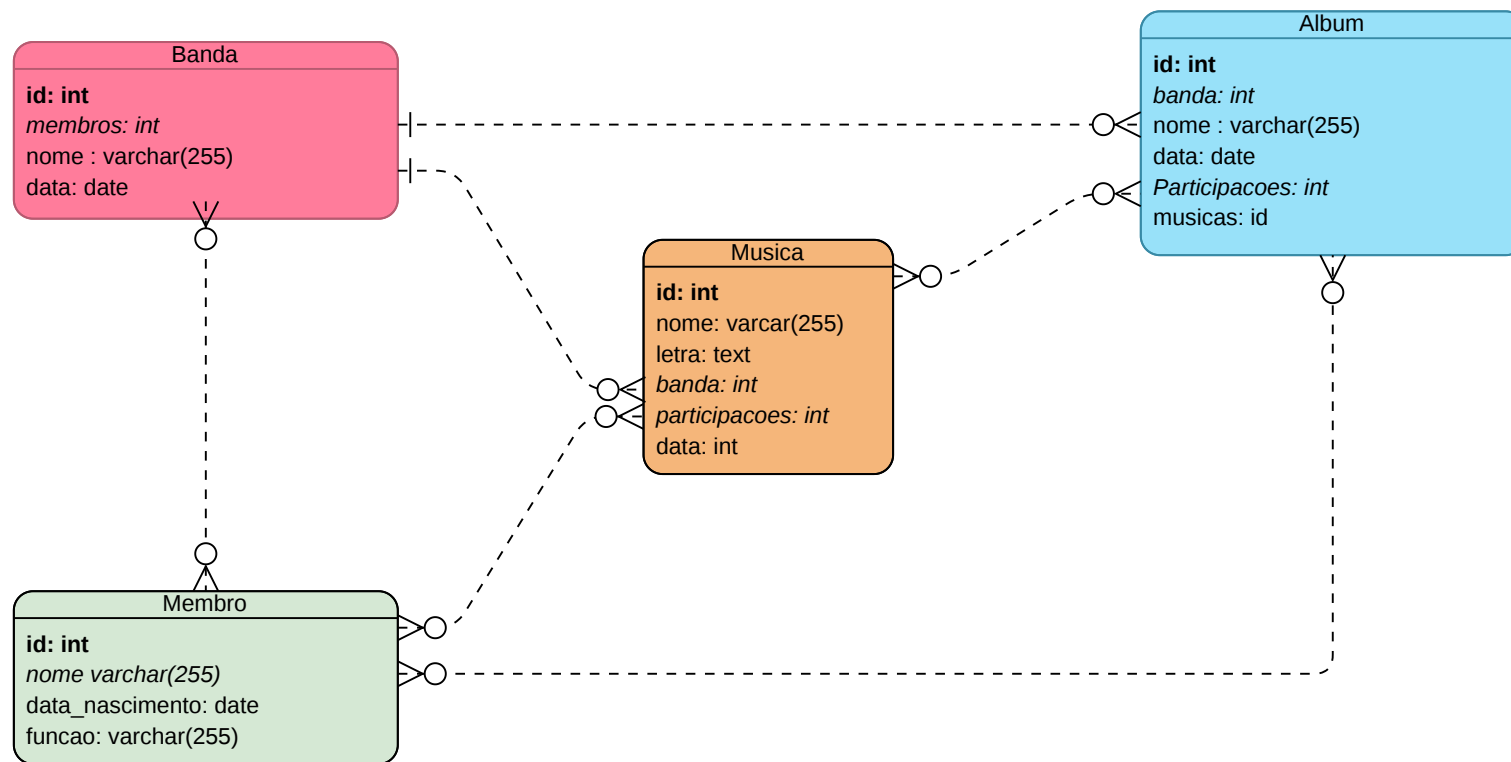 Banda
id: int
membros: int
nome : varchar(255)
data: date
Album
id: int
banda: int
nome : varchar(255)
data: date
Participacoes: int
musicas: id
Musica
id: int
nome: varcar(255)
letra: text
banda: int
participacoes: int
data: int
Membro
id: int
nome varchar(255)
data_nascimento: date
funcao: varchar(255)